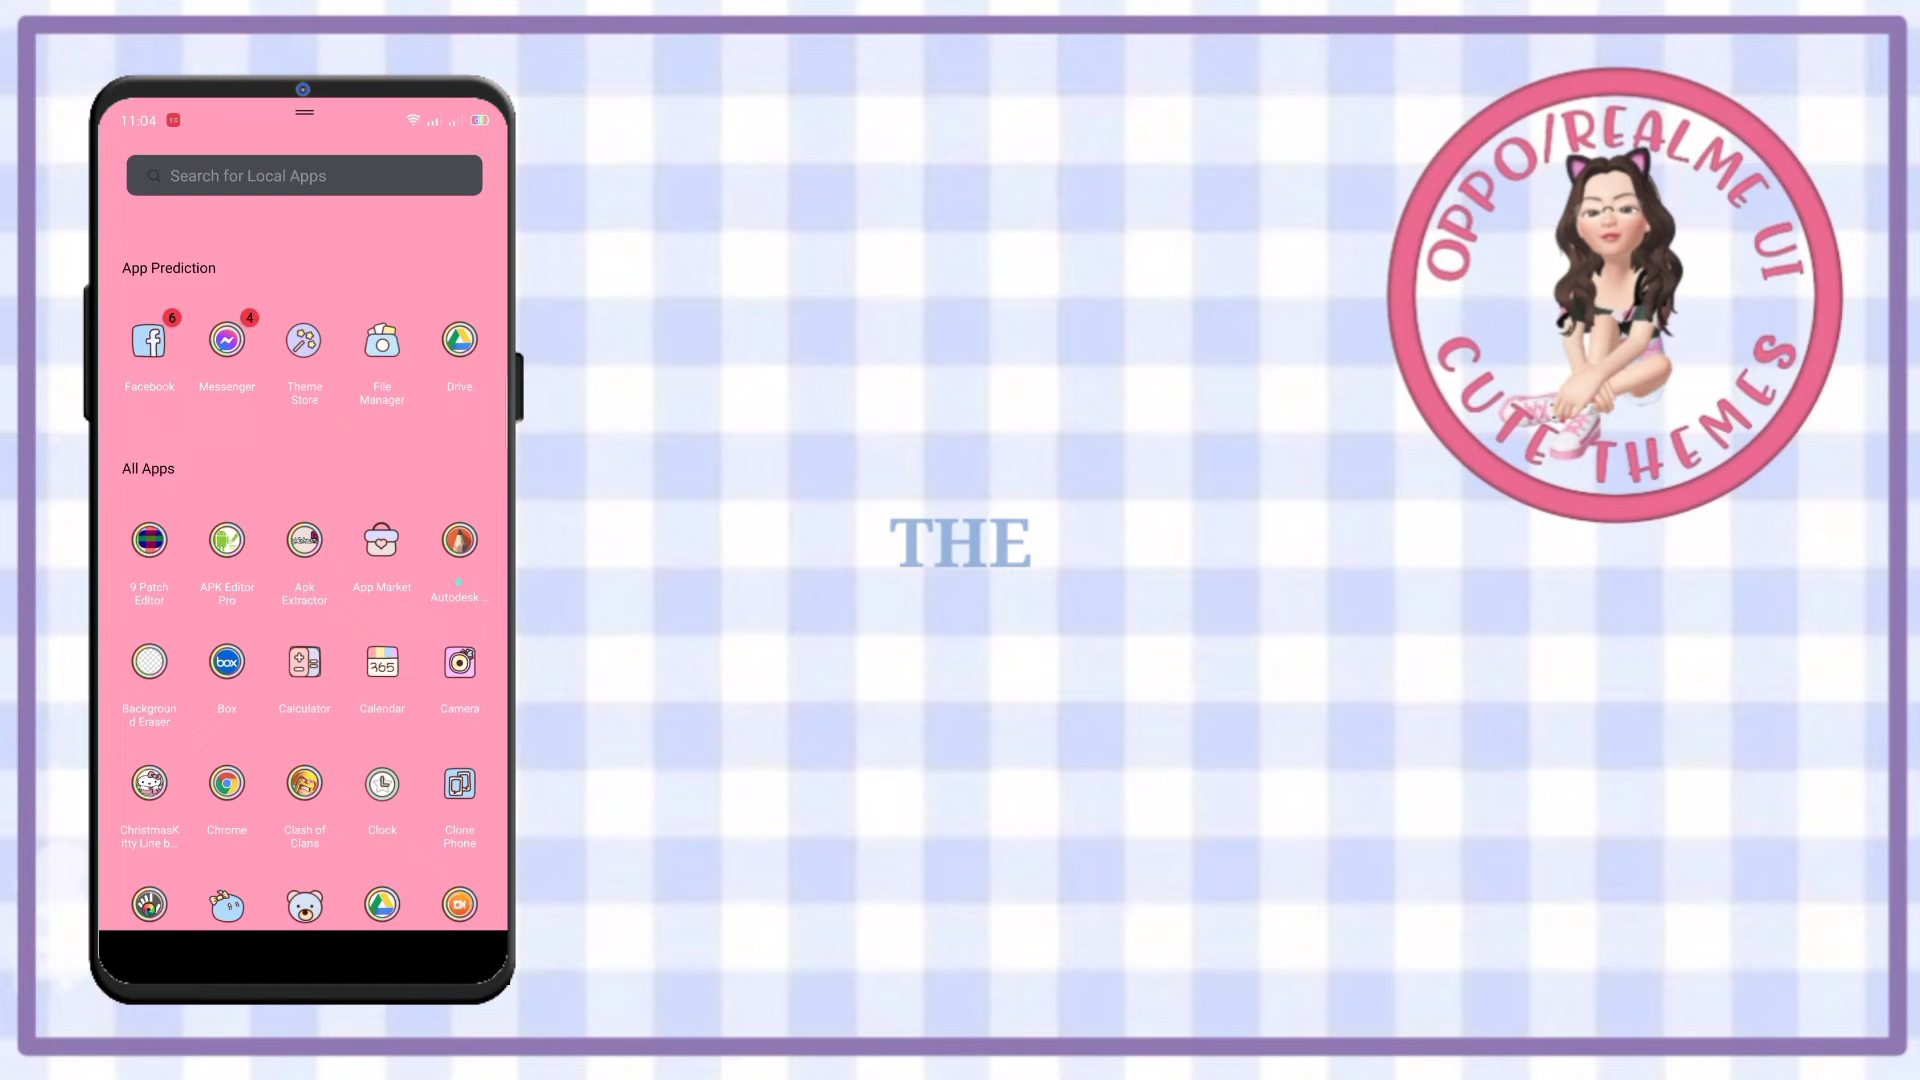 11:04
Search for Local Apps
App Prediction
6
4
Facebook
Messenger
Theme
Store
File
Manager
Drive
All Apps
9 Patch
Editor
APK Editor
Pro
Apk
Extractor
App Market
Autodesk ...
box
365
Backgroun
d Eraser
Box
Calculator
Calendar
Camera
ChristmasK
itty Line b...
Chrome
Clash of
Clans
Clock
Clone
Phone
THE
OPPO/REALME UI
CUTE THEMES